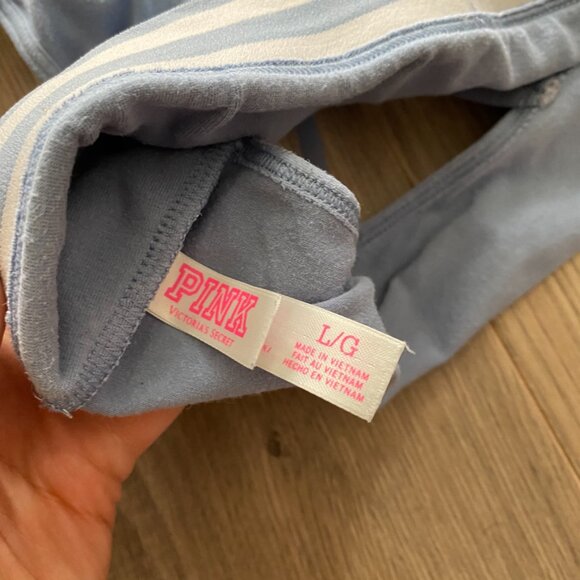 PINK
VICTORIA'S SECRET
L/G
MADE IN VIETNAM
FAIT AU VIETNAM
HECHO EN VIETNAM